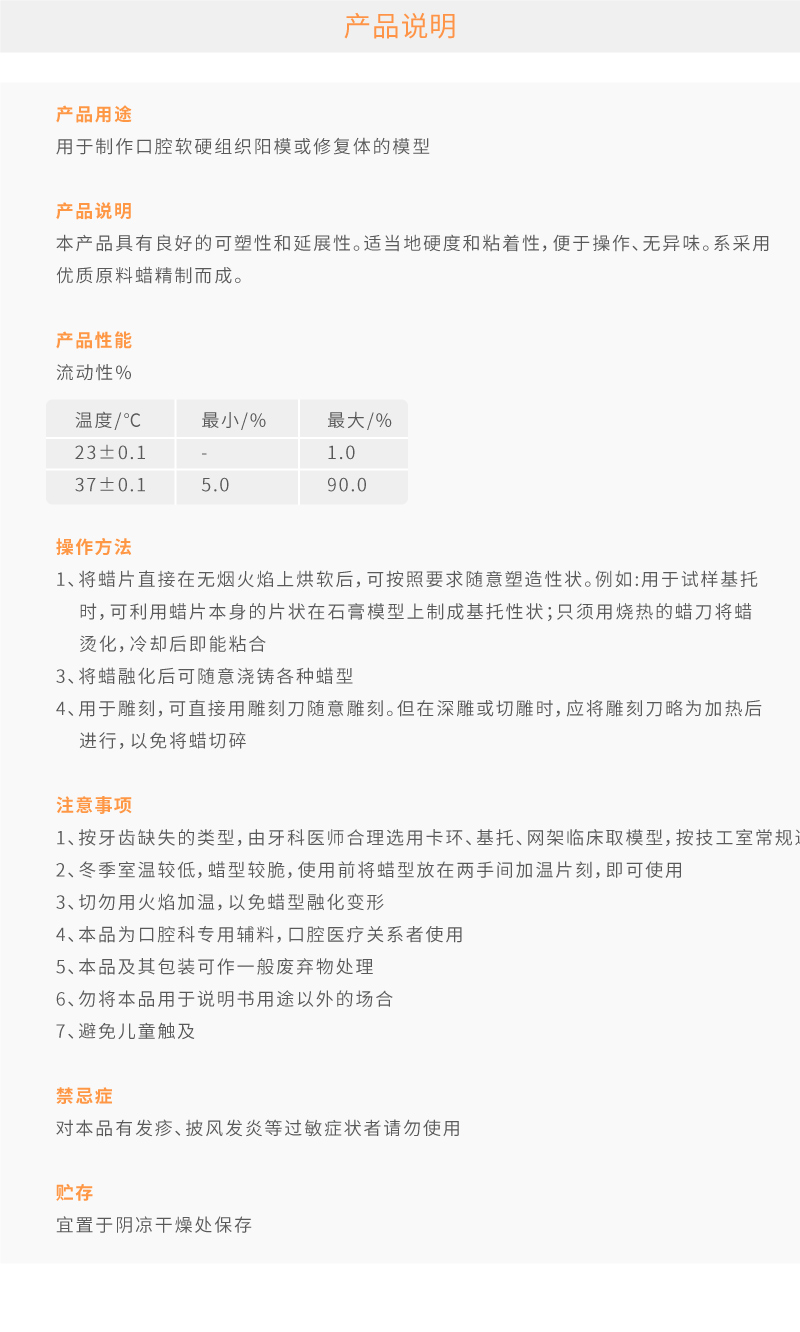 产品说明
产品用途
用于制作口腔软硬组织阳模或修复体的模型
产品说明
本产品具有良好的可塑性和延展性。适当地硬度和粘着性，便于操作、无异味。系采用
优质原料蜡精制而成。
产品性能
流动性%
温度/℃ 最小/% 最大/%
23±0.1 - 1.0
37±0.1 5.0 90.0
操作方法
1、将蜡片直接在无烟火焰上烘软后，可按照要求随意塑造性状。例如:用于试样基托
时，可利用蜡片本身的片状在石膏模型上制成基托性状；只须用烧热的蜡刀将蜡
烫化，冷却后即能粘合
3、将蜡融化后可随意浇铸各种蜡型
4、用于雕刻，可直接用雕刻刀随意雕刻。但在深雕或切雕时，应将雕刻刀略为加热后
进行，以免将蜡切碎
注意事项
1、按牙齿缺失的类型，由牙科医师合理选用卡环、基托、网架临床取模型，按技工室常规
2、冬季室温较低，蜡型较脆，使用前将蜡型放在两手间加温片刻，即可使用
3、切勿用火焰加温，以免蜡型融化变形
4、本品为口腔科专用辅料，口腔医疗关系者使用
5、本品及其包装可作一般废弃物处理
6、勿将本品用于说明书用途以外的场合
7、避免儿童触及
禁忌症
对本品有发疹、披风发炎等过敏症状者请勿使用
贮存
宜置于阴凉干燥处保存